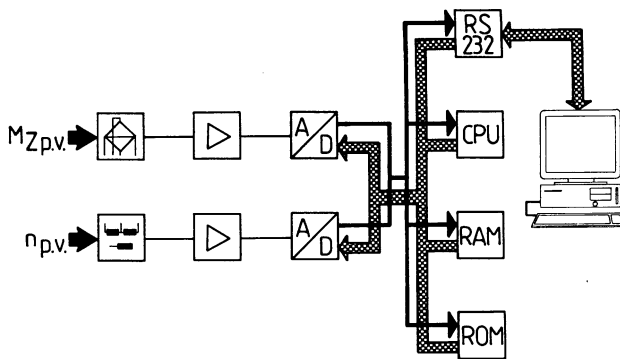 RS
232
M Z p.v.
A
D
CPU
n p.v.
A
D
RAM
ROM